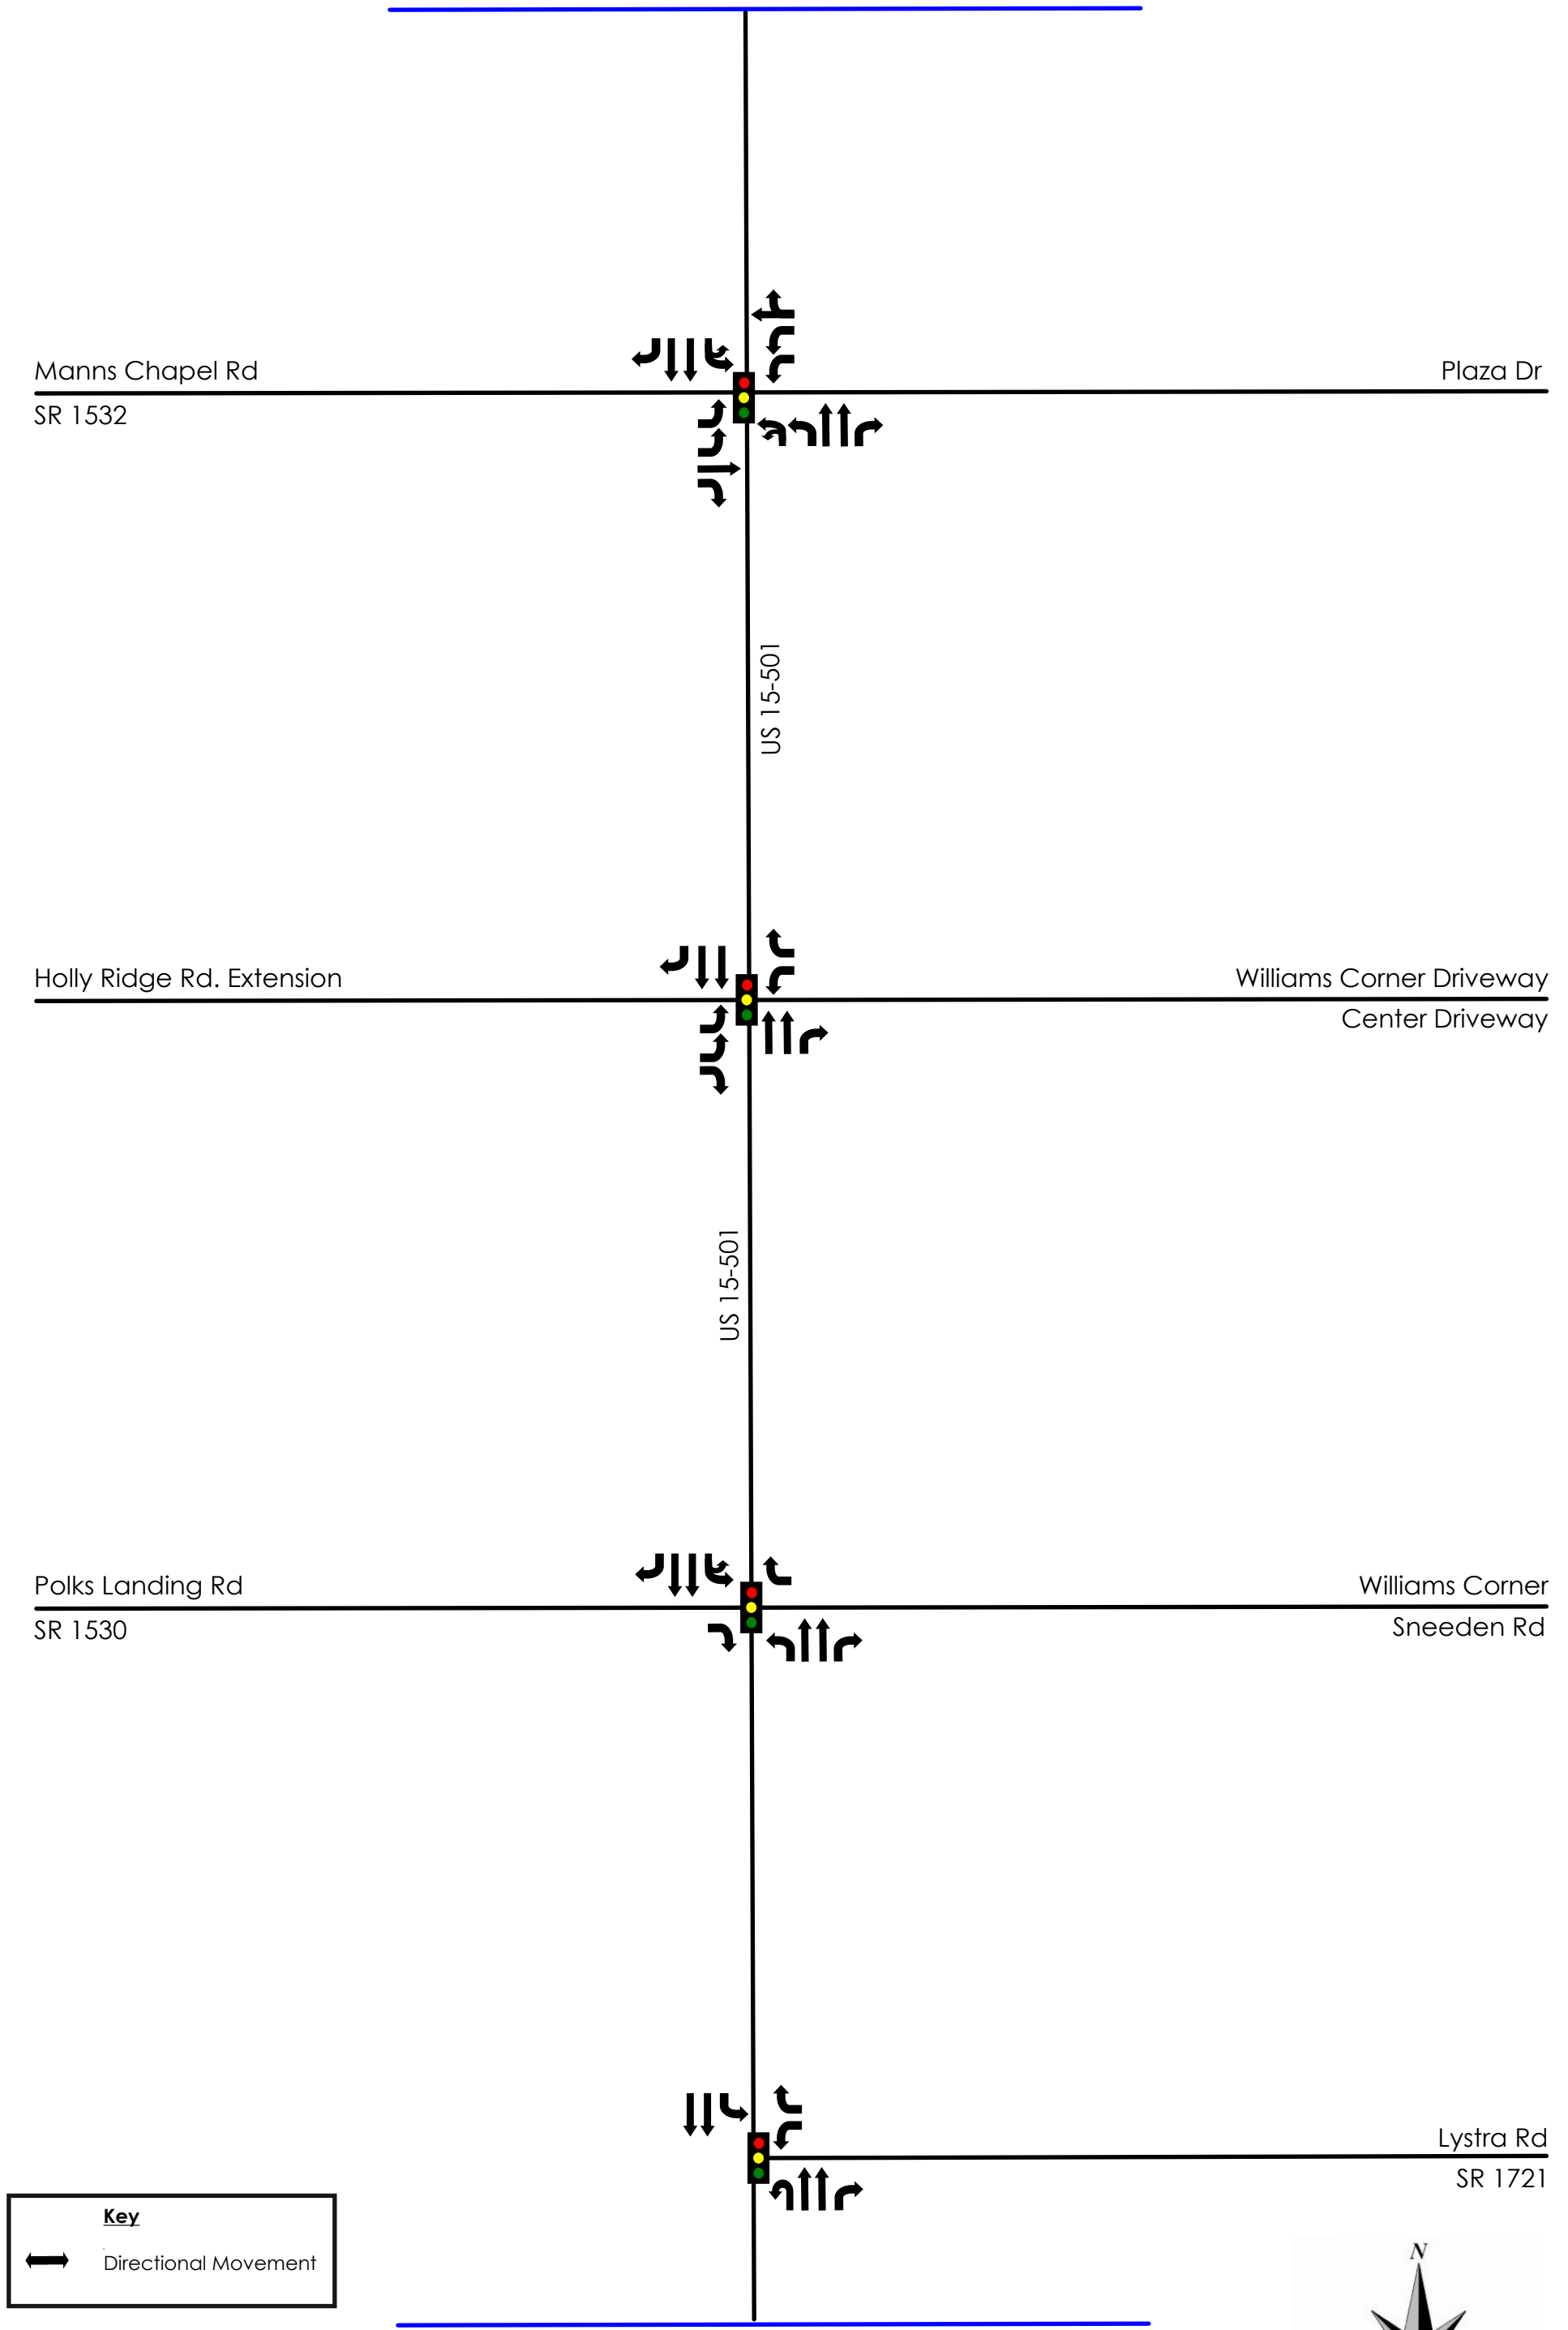 Manns Chapel Rd
Plaza Dr
SR 1532
US 15-501
Holly Ridge Rd. Extension
Williams Corner Driveway
Center Driveway
US 15-501
Polks Landing Rd
Williams Corner
SR 1530
Sneeden Rd
Lystra Rd
SR 1721
Key
Directional Movement
N